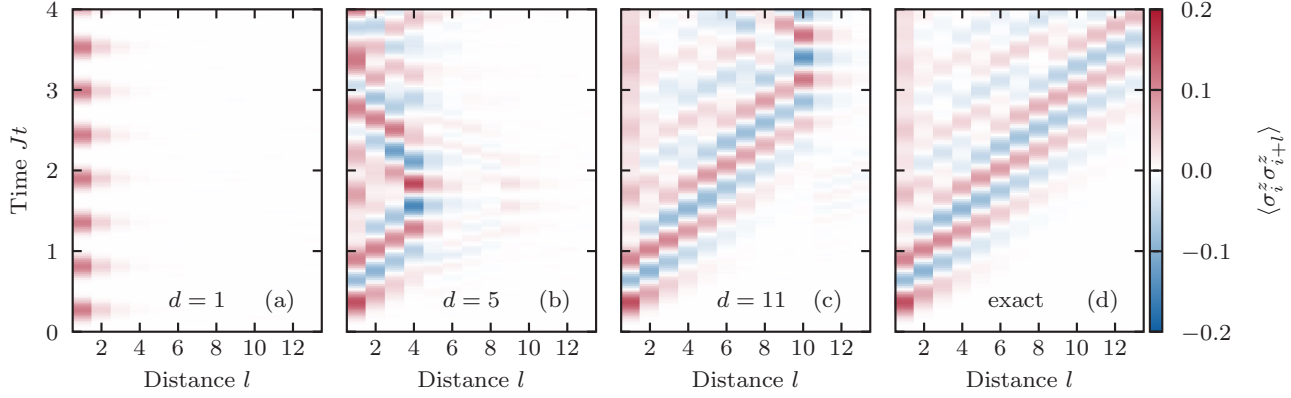 4
3
2
1
0
Time Jt
d = 1 (a)
2 4 6 8 10 12
Distance l
d = 5 (b)
2 4 6 8 10 12
Distance l
d = 11 (c)
2 4 6 8 10 12
Distance l
exact (d)
2 4 6 8 10 12
Distance l
0.2
0.1
0.0
−0.1
−0.2
⟨σᶻᵢσᶻᵢ₊ₗ⟩